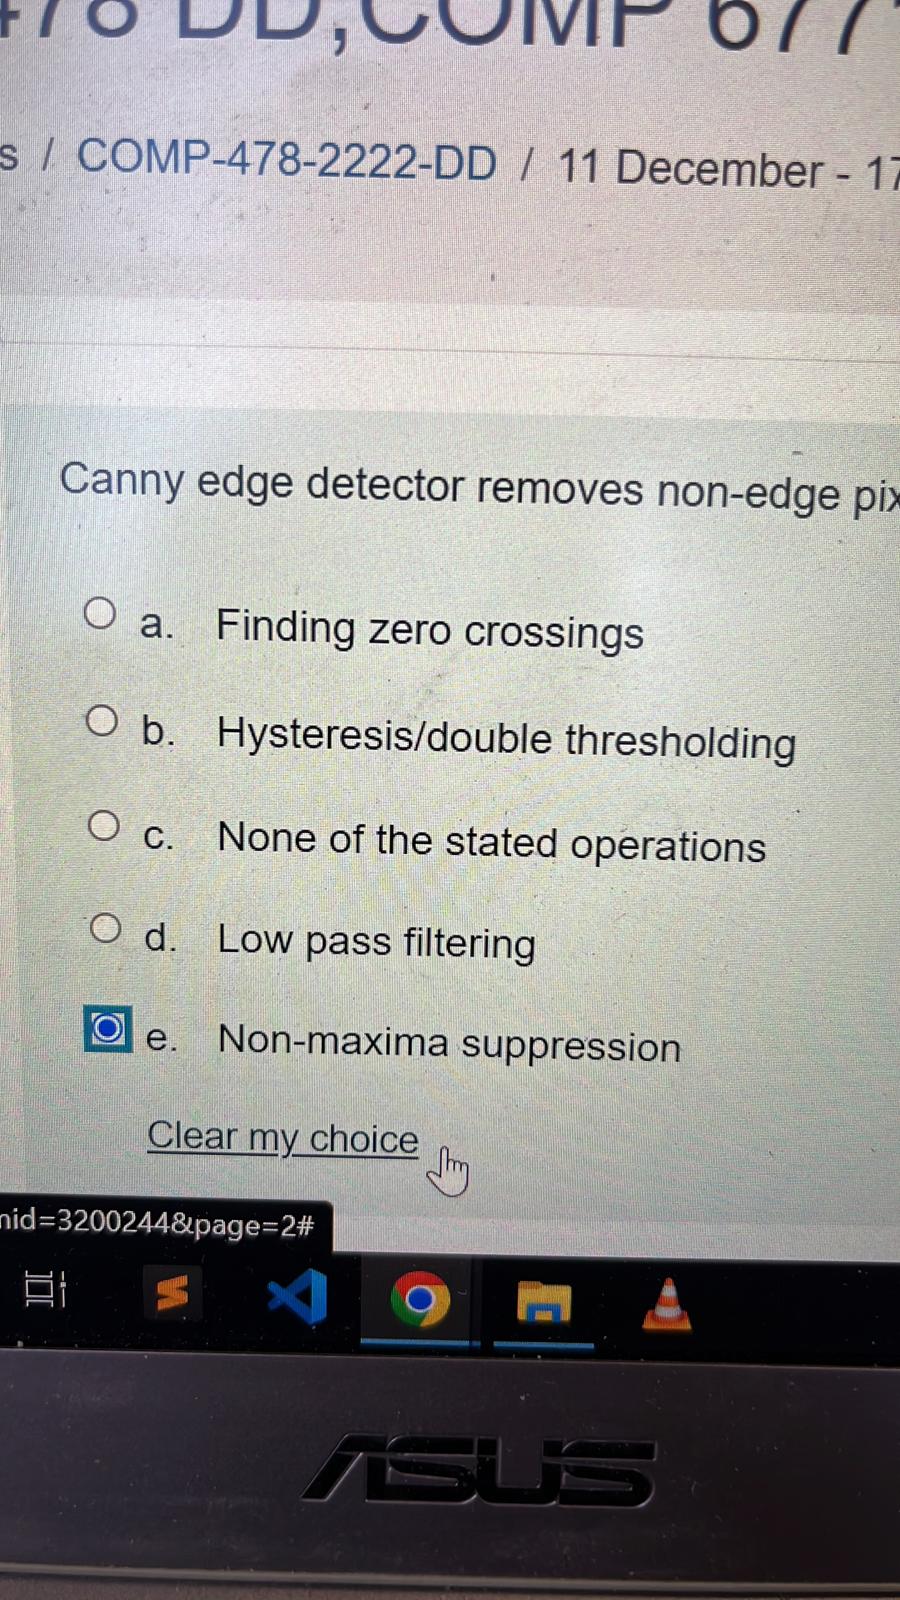 478 DD,COMP 677
s / COMP-478-2222-DD / 11 December - 17
Canny edge detector removes non-edge pix
a. Finding zero crossings
b. Hysteresis/double thresholding
c. None of the stated operations
d. Low pass filtering
e. Non-maxima suppression
Clear my choice
mid=3200244&page=2#
ASUS